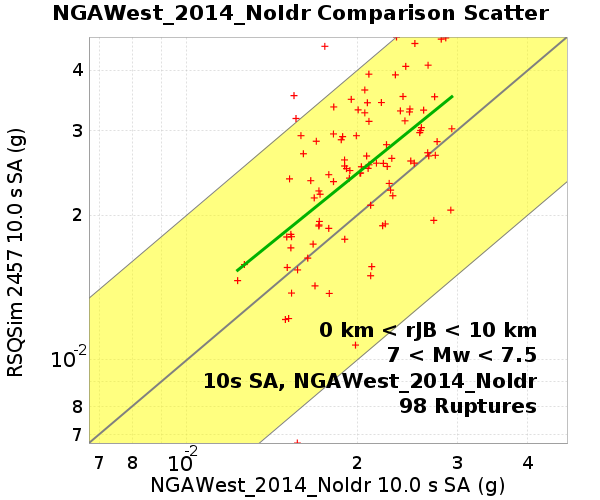 NGAWest_2014_NoIdr Comparison Scatter
RSQSim 2457 10.0 s SA (g)
4
3
2
10-2
8
7
0 km < rJB < 10 km
7 < Mw < 7.5
10s SA, NGAWest_2014_NoIdr
98 Ruptures
7 8 10-2 2 3 4
NGAWest_2014_NoIdr 10.0 s SA (g)